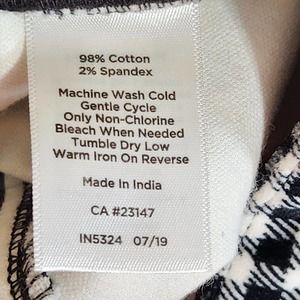 98% Cotton
2% Spandex
Machine Wash Cold
Gentle Cycle
Only Non-Chlorine
Bleach When Needed
Tumble Dry Low
Warm Iron On Reverse
Made In India
CA #23147
IN5324 07/19